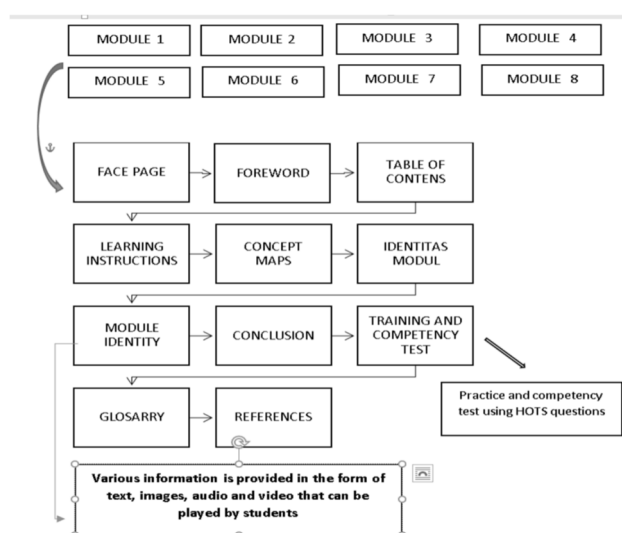 MODULE 1
MODULE 2
MODULE 3
MODULE 4
MODULE 5
MODULE 6
MODULE 7
MODULE 8
FACE PAGE
FOREWORD
TABLE OF
CONTENS
LEARNING
INSTRUCTIONS
CONCEPT
MAPS
IDENTITAS
MODUL
MODULE
IDENTITY
CONCLUSION
TRAINING AND
COMPETENCY
TEST
Practice and competency
test using HOTS questions
GLOSARRY
REFERENCES
Various information is provided in the form of
text, images, audio and video that can be
played by students